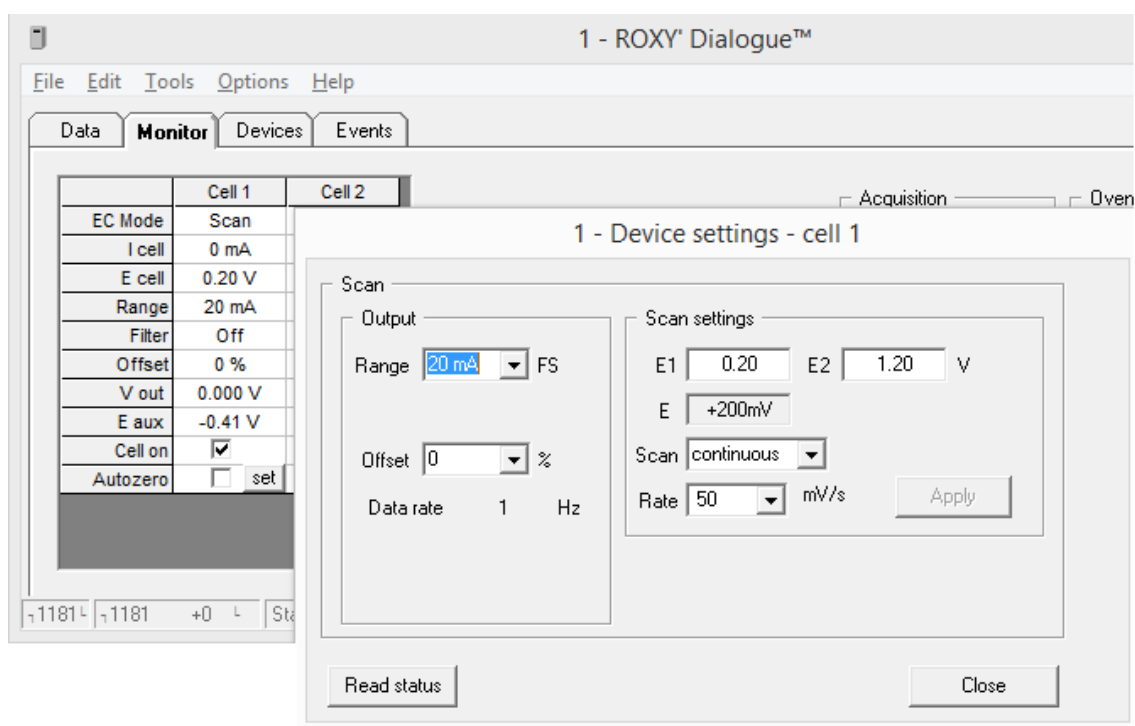 1 - ROXY' Dialogue™
File Edit Tools Options Help
Data Monitor Devices Events
Cell 1 Cell 2
EC Mode Scan
I cell 0 mA
E cell 0.20 V
Range 20 mA
Filter Off
Offset 0 %
V out 0.000 V
E aux -0.41 V
Cell on
Autozero set
Acquisition
1 - Device settings - cell 1
Scan
Output
Range 20 mA FS
Offset 0 %
Data rate 1 Hz
Scan settings
E1 0.20 E2 1.20 V
E +200mV
Scan continuous
Rate 50 mV/s
Apply
Read status
Close
1181 1181 +0